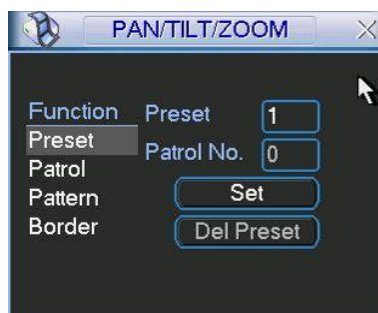 PAN/TILT/ZOOM
Function
Preset
Patrol
Pattern
Border
Preset 1
Patrol No. 0
Set
Del Preset